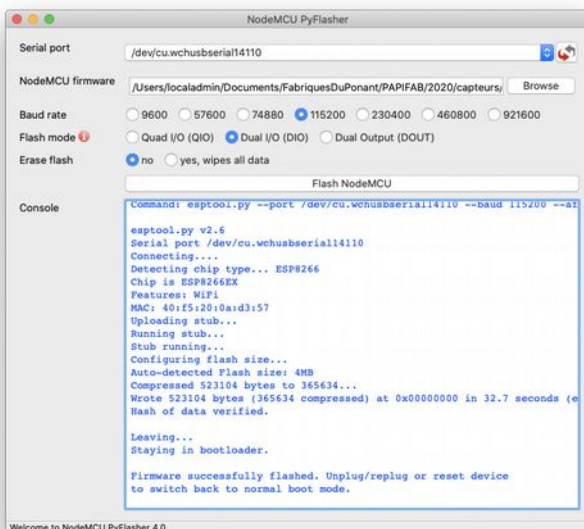 NodeMCU PyFlasher
Serial port
/dev/cu.wchusbserial14110
NodeMCU firmware
/Users/localadmin/Documents/FabriquesDuPonant/PAPIFAB/2020/capteurs/
Browse
Baud rate
9600 57600 74880 115200 230400 460800 921600
Flash mode
Quad I/O (QIO) Dual I/O (DIO) Dual Output (DOUT)
Erase flash
no yes, wipes all data
Flash NodeMCU
Console
Command: esptool.py --port /dev/cu.wchusbserial14110 --baud 115200 --af
esptool.py v2.6
Serial port /dev/cu.wchusbserial14110
Connecting....
Detecting chip type... ESP8266
Chip is ESP8266EX
Features: WiFi
MAC: 40:f5:20:0a:d3:57
Uploading stub...
Running stub...
Stub running...
Configuring flash size...
Auto-detected Flash size: 4MB
Compressed 523104 bytes to 365634...
Wrote 523104 bytes (365634 compressed) at 0x00000000 in 32.7 seconds (e
Hash of data verified.
Leaving...
Staying in bootloader.
Firmware successfully flashed. Unplug/replug or reset device
to switch back to normal boot mode.
Welcome to NodeMCU PyFlasher 4.0